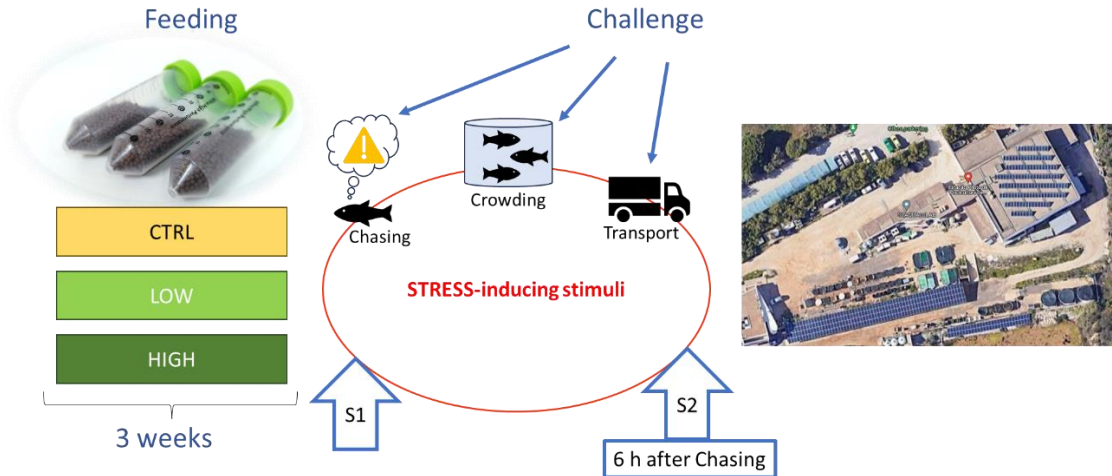 Feeding
Challenge
CTRL
LOW
HIGH
3 weeks
Chasing
Crowding
Transport
STRESS-inducing stimuli
S1
S2
6 h after Chasing